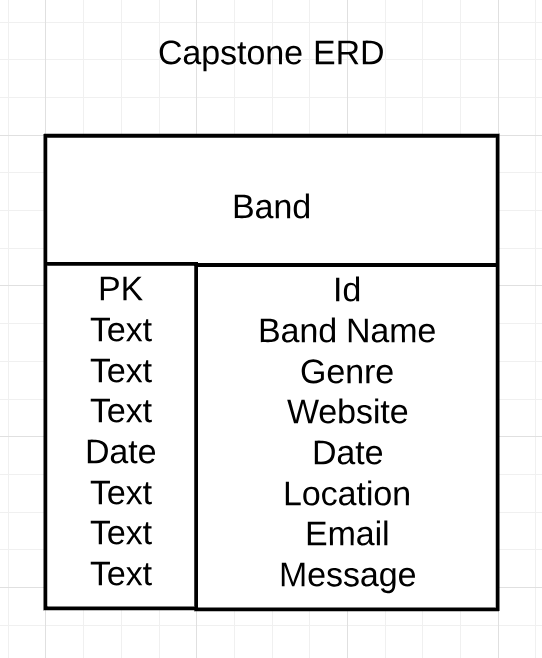 Capstone ERD
Band
PK Id
Text Band Name
Text Genre
Text Website
Date Date
Text Location
Text Email
Text Message